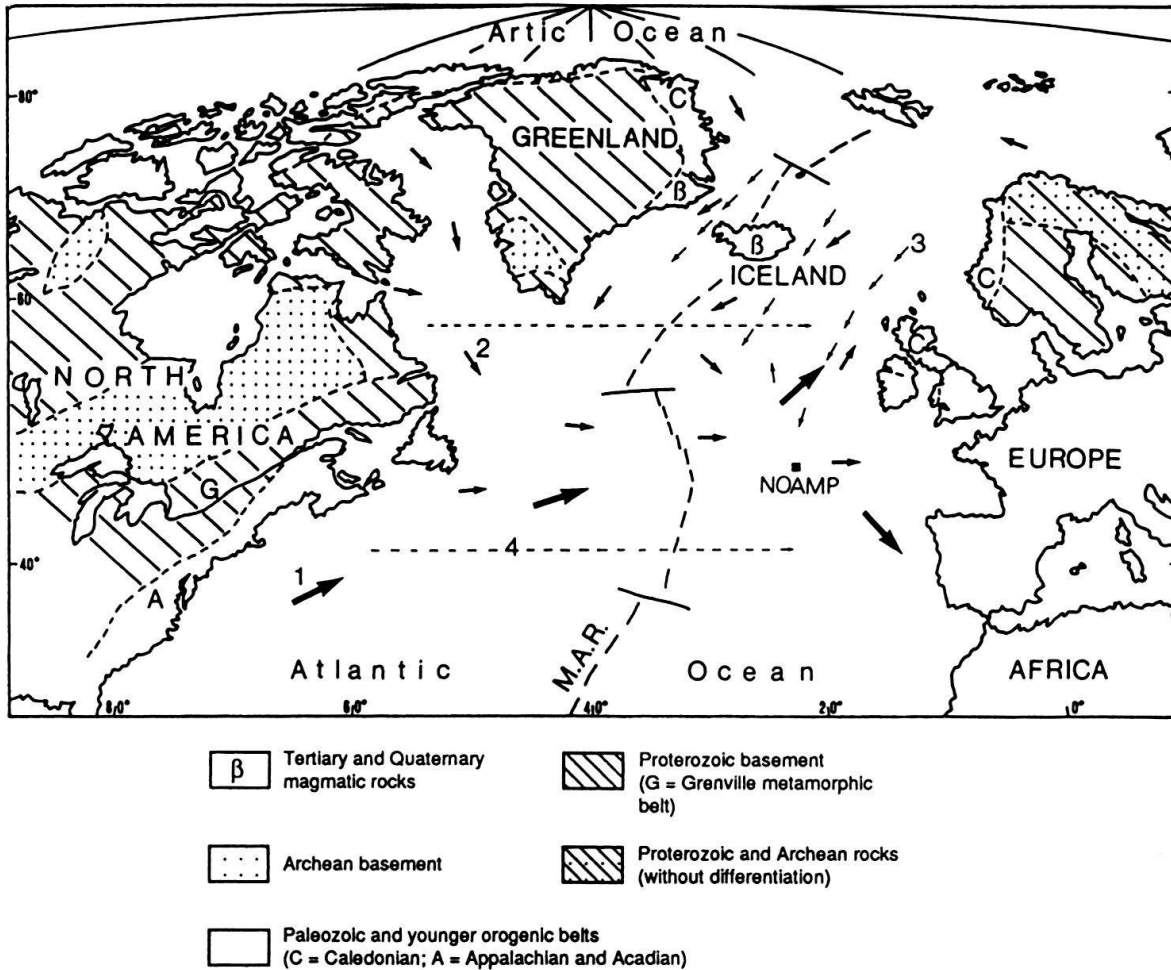 Artic Ocean
80°
C
GREENLAND
β
β
ICELAND
3
C
C
60
2
NORTH
AMERICA
G
EUROPE
NOAMP
4
40°
1
A
M.A.R.
Atlantic Ocean
AFRICA
80° 60° 40° 20° 0°
β Tertiary and Quaternary
magmatic rocks
Proterozoic basement
(G = Grenville metamorphic
belt)
Archean basement
Proterozoic and Archean rocks
(without differentiation)
Paleozoic and younger orogenic belts
(C = Caledonian; A = Appalachian and Acadian)